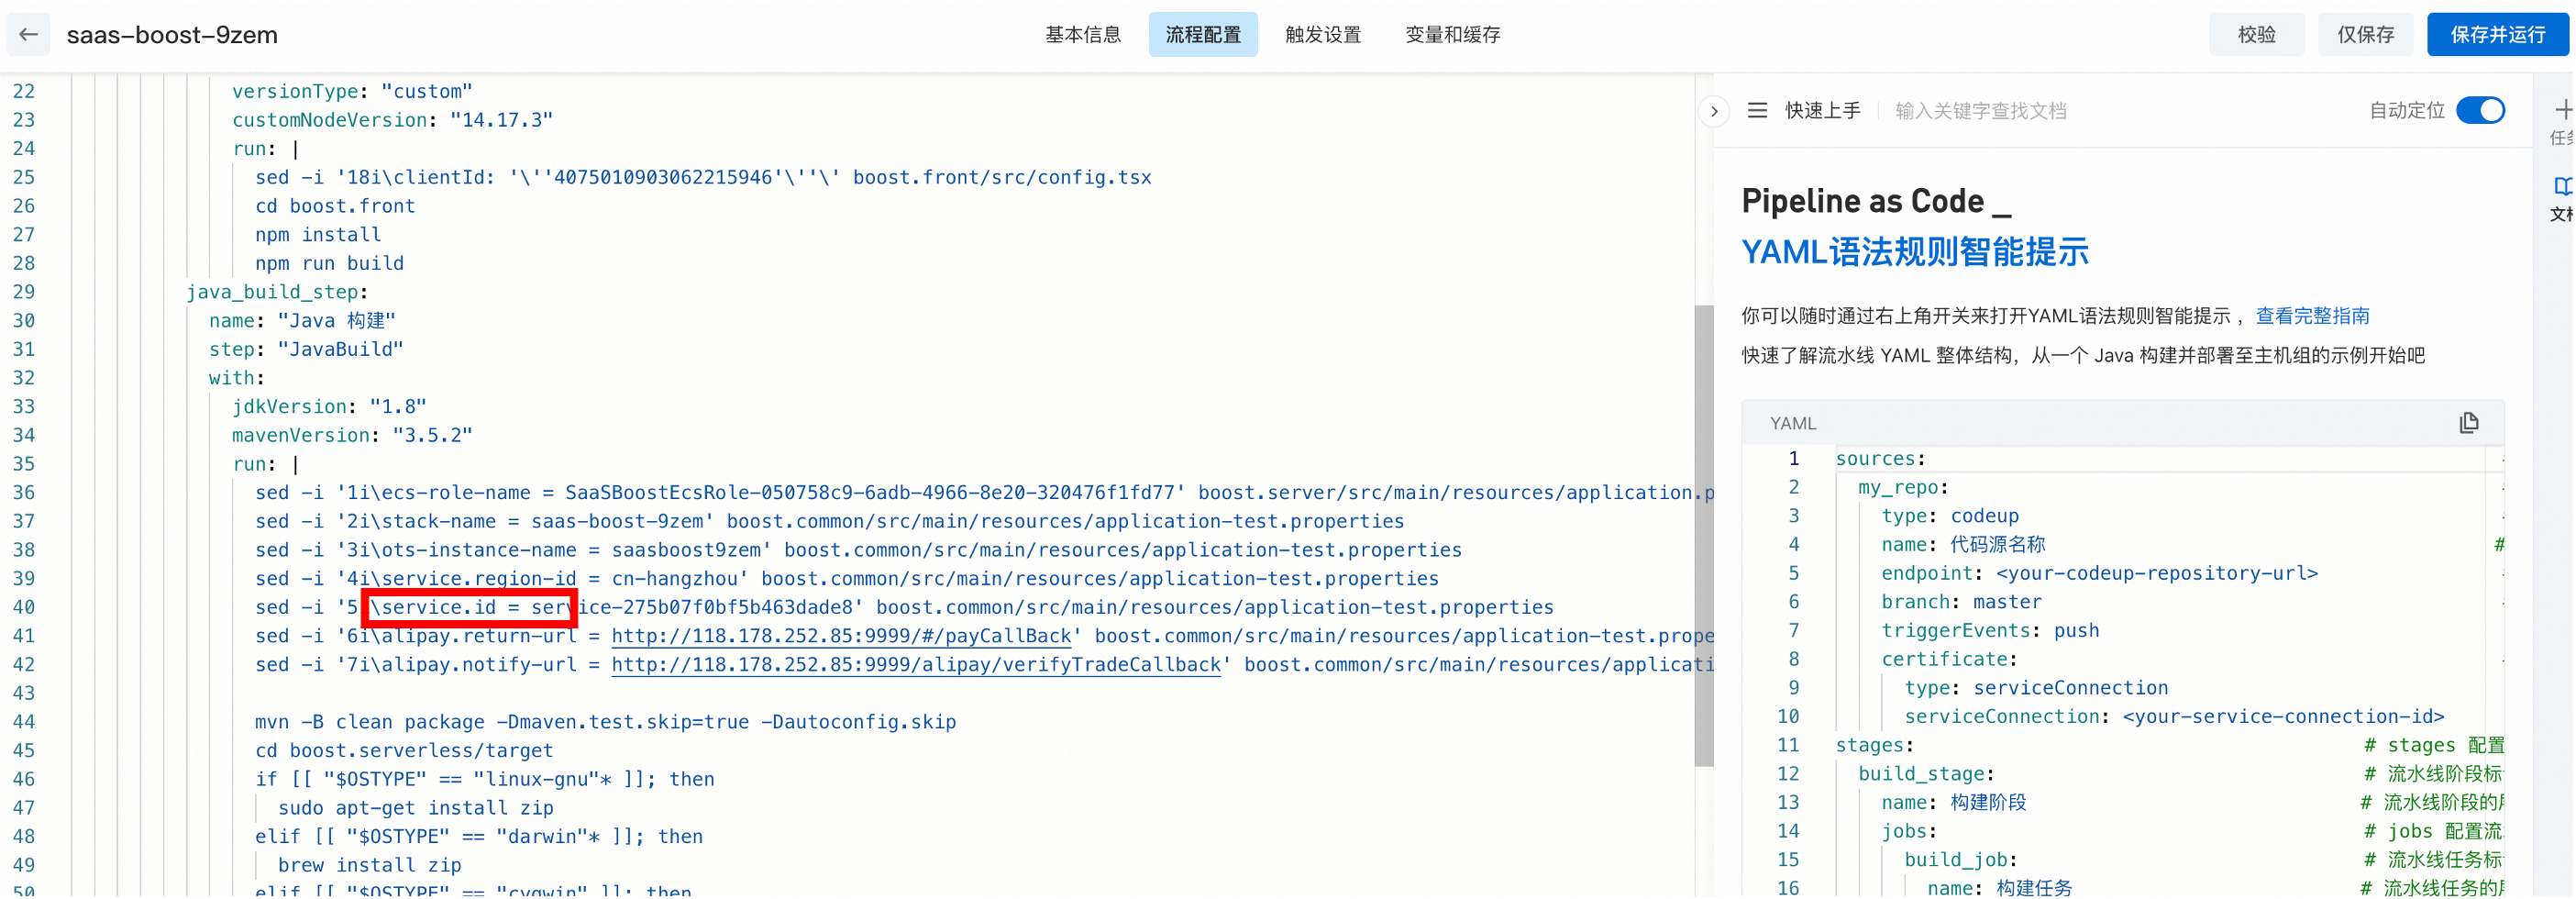 saas-boost-9zem
基本信息 流程配置 触发设置 变量和缓存
校验 仅保存 保存并运行
22 versionType: "custom"
23 customNodeVersion: "14.17.3"
24 run: |
25 sed -i '18i\clientId: '\''4075010903062215946'\''\' boost.front/src/config.tsx
26 cd boost.front
27 npm install
28 npm run build
29 java_build_step:
30 name: "Java 构建"
31 step: "JavaBuild"
32 with:
33 jdkVersion: "1.8"
34 mavenVersion: "3.5.2"
35 run: |
36 sed -i '1i\ecs-role-name = SaaSBoostEcsRole-050758c9-6adb-4966-8e20-320476f1fd77' boost.server/src/main/resources/application.p
37 sed -i '2i\stack-name = saas-boost-9zem' boost.common/src/main/resources/application-test.properties
38 sed -i '3i\ots-instance-name = saasboost9zem' boost.common/src/main/resources/application-test.properties
39 sed -i '4i\service.region-id = cn-hangzhou' boost.common/src/main/resources/application-test.properties
40 sed -i '5 \service.id = service-275b07f0bf5b463dade8' boost.common/src/main/resources/application-test.properties
41 sed -i '6i\alipay.return-url = http://118.178.252.85:9999/#/payCallBack' boost.common/src/main/resources/application-test.prope
42 sed -i '7i\alipay.notify-url = http://118.178.252.85:9999/alipay/verifyTradeCallback' boost.common/src/main/resources/applicati
43
44 mvn -B clean package -Dmaven.test.skip=true -Dautoconfig.skip
45 cd boost.serverless/target
46 if [[ "$OSTYPE" == "linux-gnu"* ]]; then
47 sudo apt-get install zip
48 elif [[ "$OSTYPE" == "darwin"* ]]; then
49 brew install zip
50 elif [[ "$OSTYPE" == "cygwin" ]]; then
快速上手 输入关键字查找文档 自动定位
Pipeline as Code _
YAML语法规则智能提示
你可以随时通过右上角开关来打开YAML语法规则智能提示 ，查看完整指南
快速了解流水线 YAML 整体结构，从一个 Java 构建并部署至主机组的示例开始吧
YAML
1 sources:
2 my_repo:
3 type: codeup
4 name: 代码源名称 #
5 endpoint: <your-codeup-repository-url>
6 branch: master
7 triggerEvents: push
8 certificate:
9 type: serviceConnection
10 serviceConnection: <your-service-connection-id>
11 stages: # stages 配置
12 build_stage: # 流水线阶段标
13 name: 构建阶段 # 流水线阶段的
14 jobs: # jobs 配置流
15 build_job: # 流水线任务标
16 name: 构建任务 # 流水线任务的
任
文